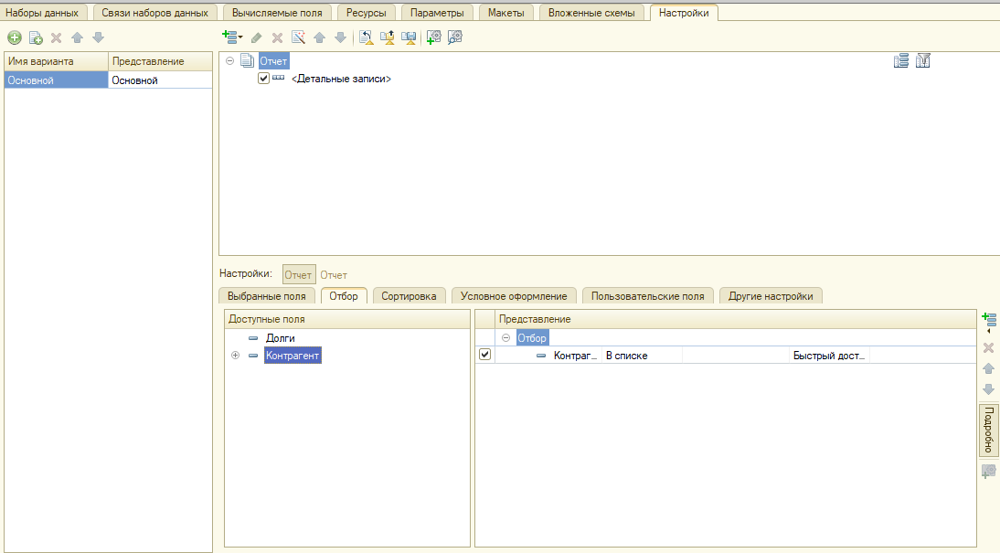 Наборы данных Связи наборов данных Вычисляемые поля Ресурсы Параметры Макеты Вложенные схемы Настройки
Имя варианта Представление
Основной Основной
Отчет
<Детальные записи>
Настройки: Отчет Отчет
Выбранные поля Отбор Сортировка Условное оформление Пользовательские поля Другие настройки
Доступные поля
Долги
Контрагент
Представление
Отбор
Контраг... В списке Быстрый дост...
Подробно